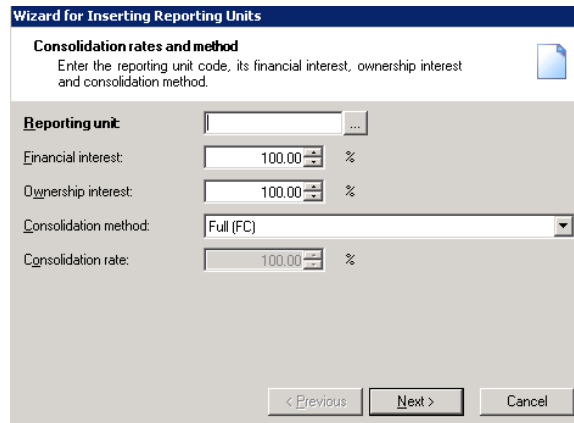 Wizard for Inserting Reporting Units
Consolidation rates and method
Enter the reporting unit code, its financial interest, ownership interest
and consolidation method.
Reporting unit:
...
Financial interest: 100.00 %
Ownership interest: 100.00 %
Consolidation method: Full (FC)
Consolidation rate: 100.00 %
< Previous Next > Cancel